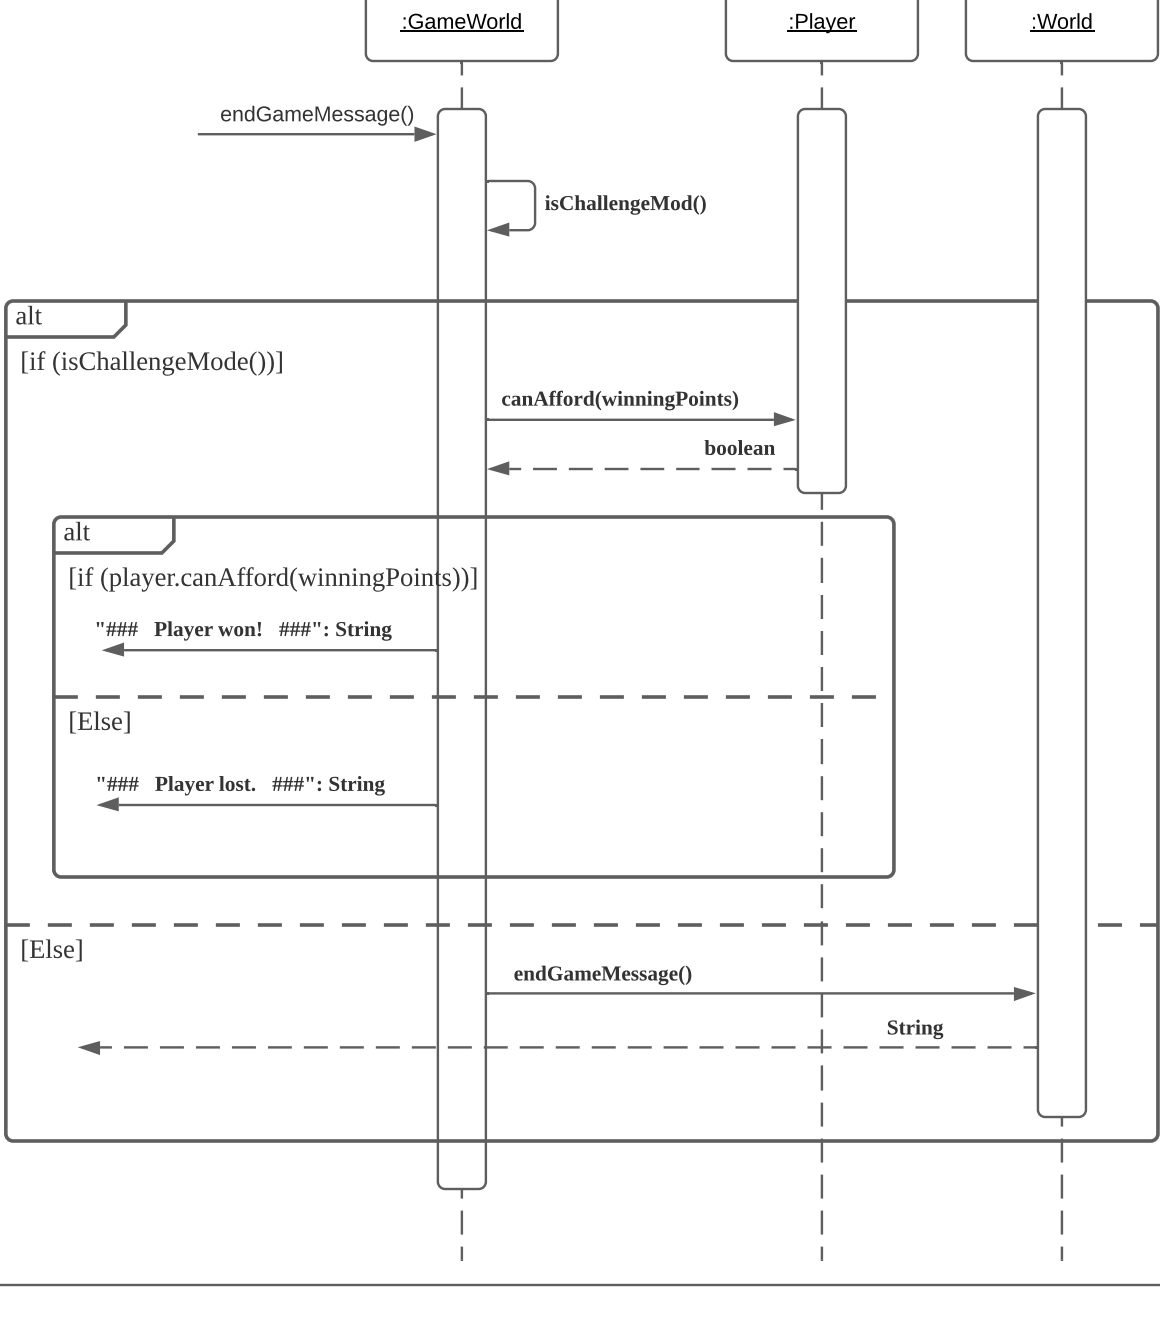 :GameWorld
:Player
:World
endGameMessage()
isChallengeMod()
alt
[if (isChallengeMode())]
canAfford(winningPoints)
boolean
alt
[if (player.canAfford(winningPoints))]
"###   Player won!   ###": String
[Else]
"###   Player lost.   ###": String
[Else]
endGameMessage()
String